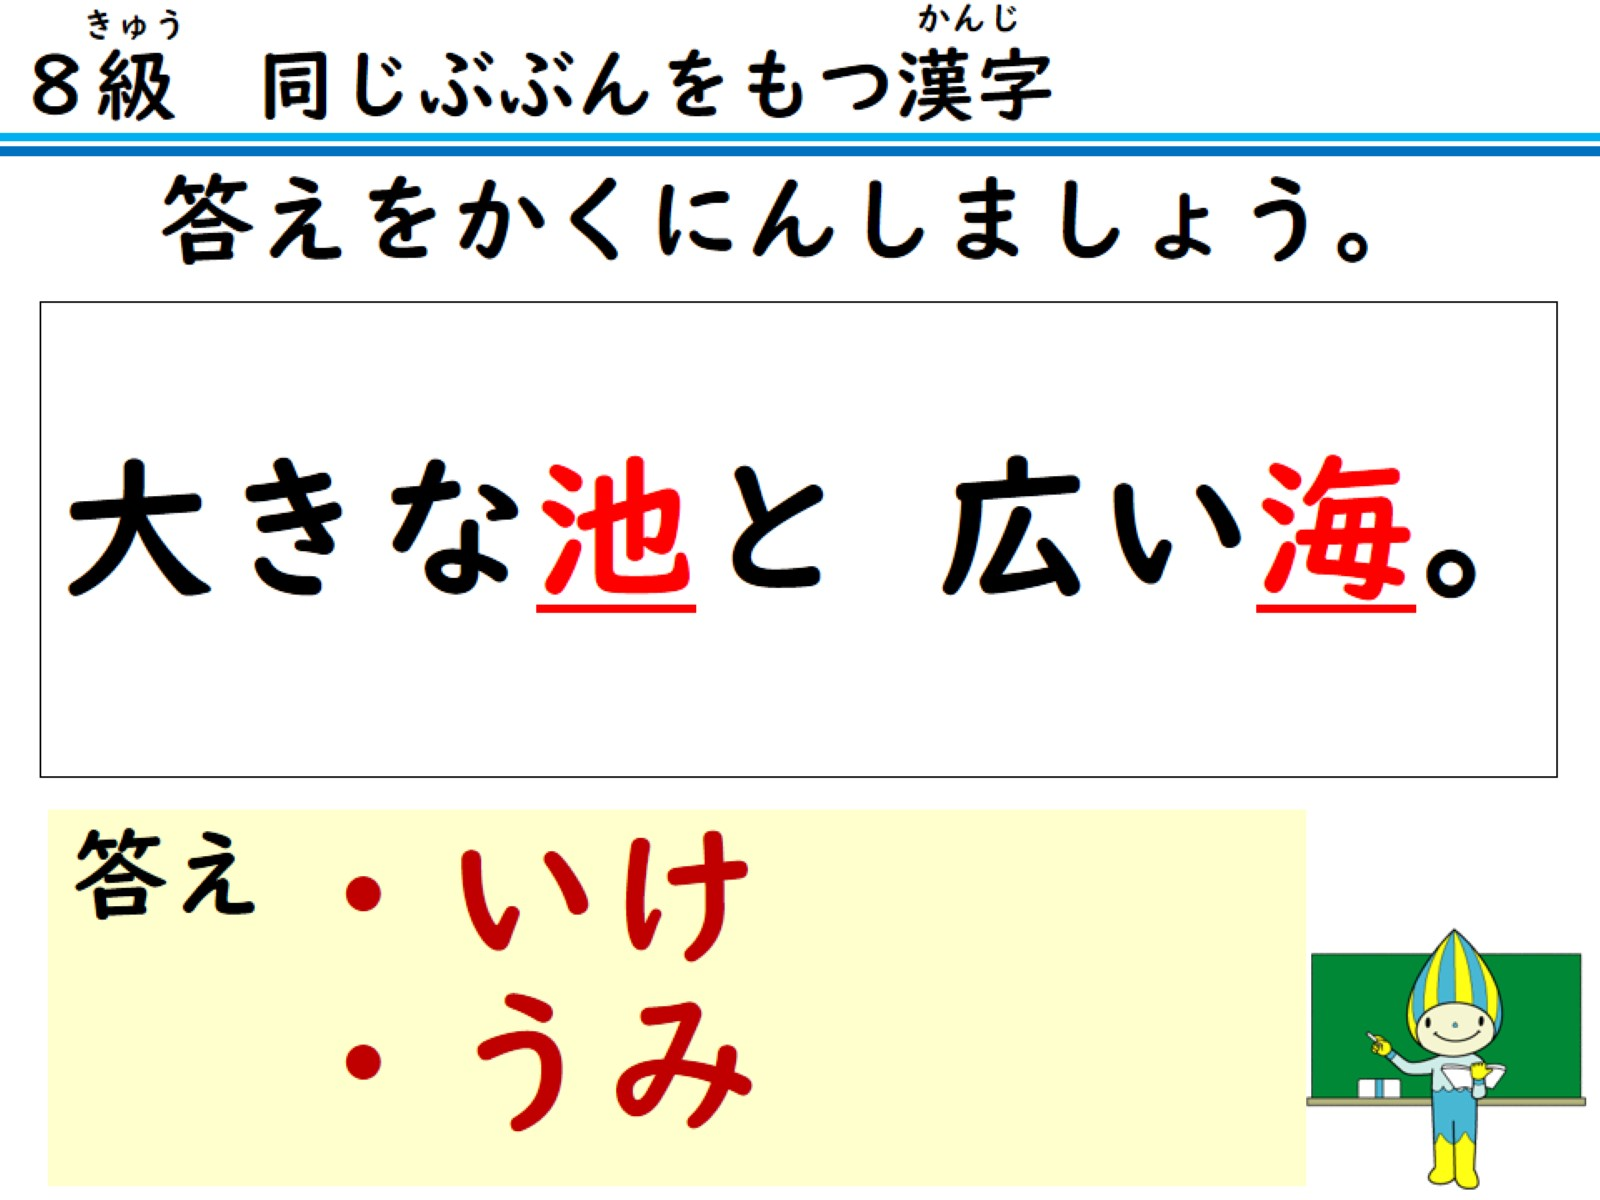 きゅう かんじ
８級　同じぶぶんをもつ漢字
答えをかくにんしましょう。
大きな池と 広い海。
答え ・いけ
・うみ